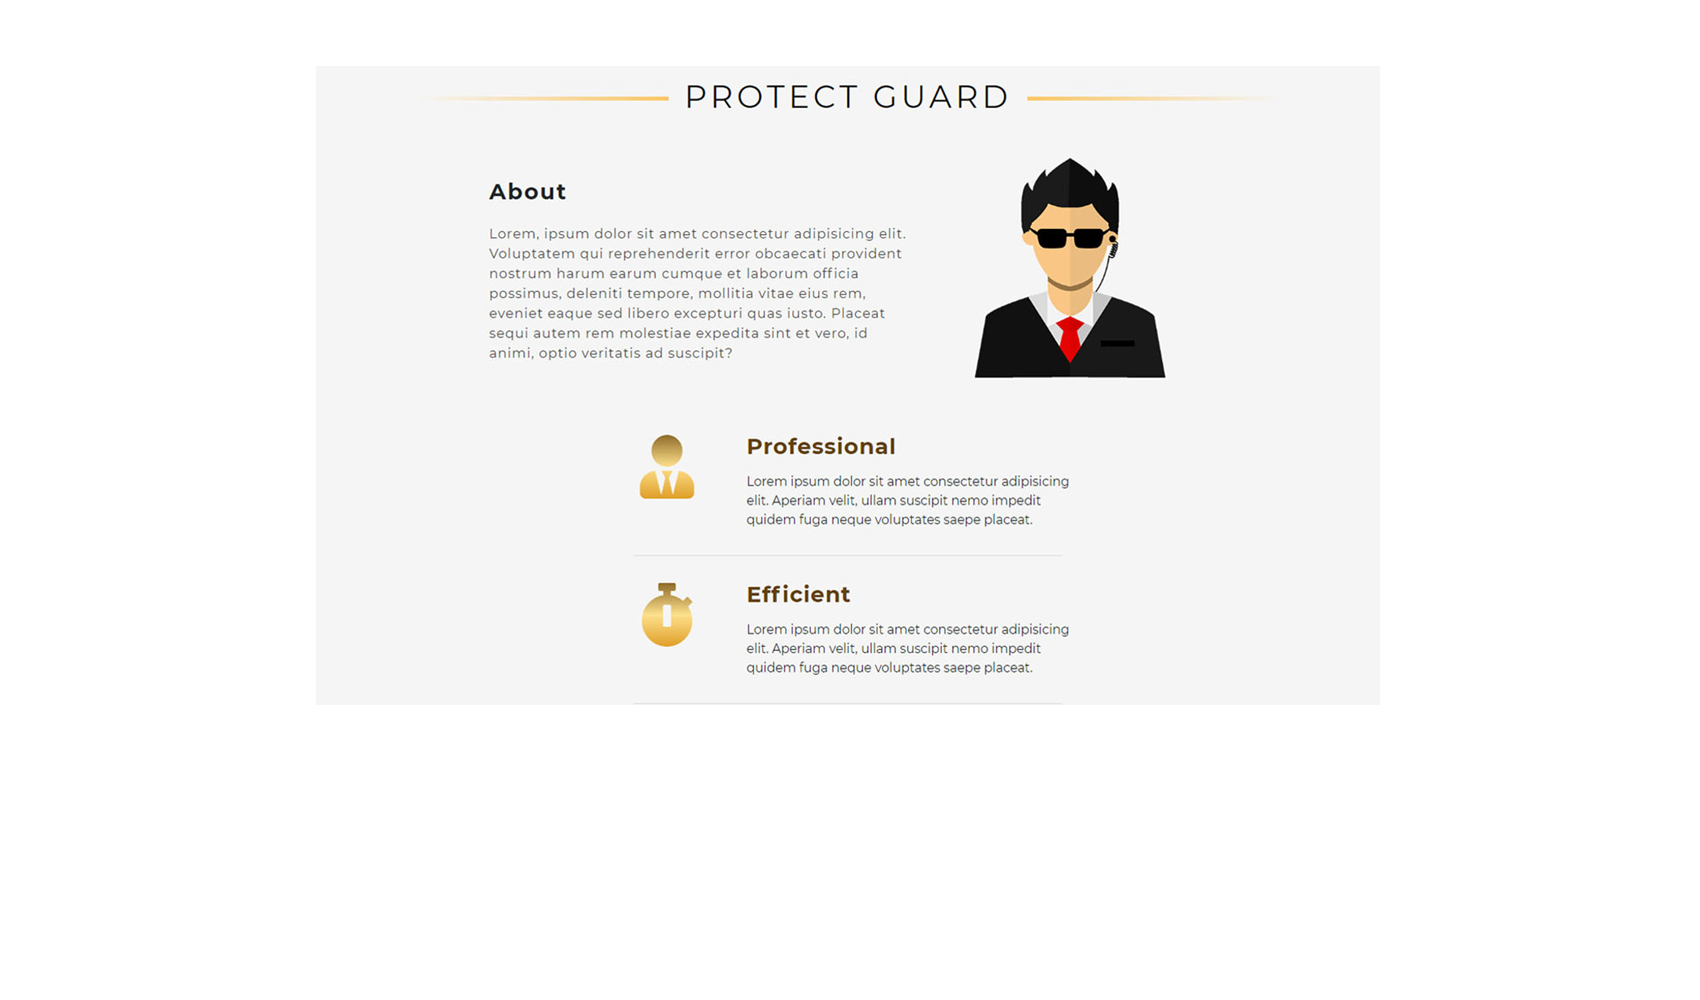 PROTECT GUARD
About
Lorem, ipsum dolor sit amet consectetur adipisicing elit.
Voluptatem qui reprehenderit error obcaecati provident
nostrum harum earum cumque et laborum officia
possimus, deleniti tempore, mollitia vitae eius rem,
eveniet eaque sed libero excepturi quas iusto. Placeat
sequi autem rem molestiae expedita sint et vero, id
animi, optio veritatis ad suscipit?
Professional
Lorem ipsum dolor sit amet consectetur adipisicing
elit. Aperiam velit, ullam suscipit nemo impedit
quidem fuga neque voluptates saepe placeat.
Efficient
Lorem ipsum dolor sit amet consectetur adipisicing
elit. Aperiam velit, ullam suscipit nemo impedit
quidem fuga neque voluptates saepe placeat.